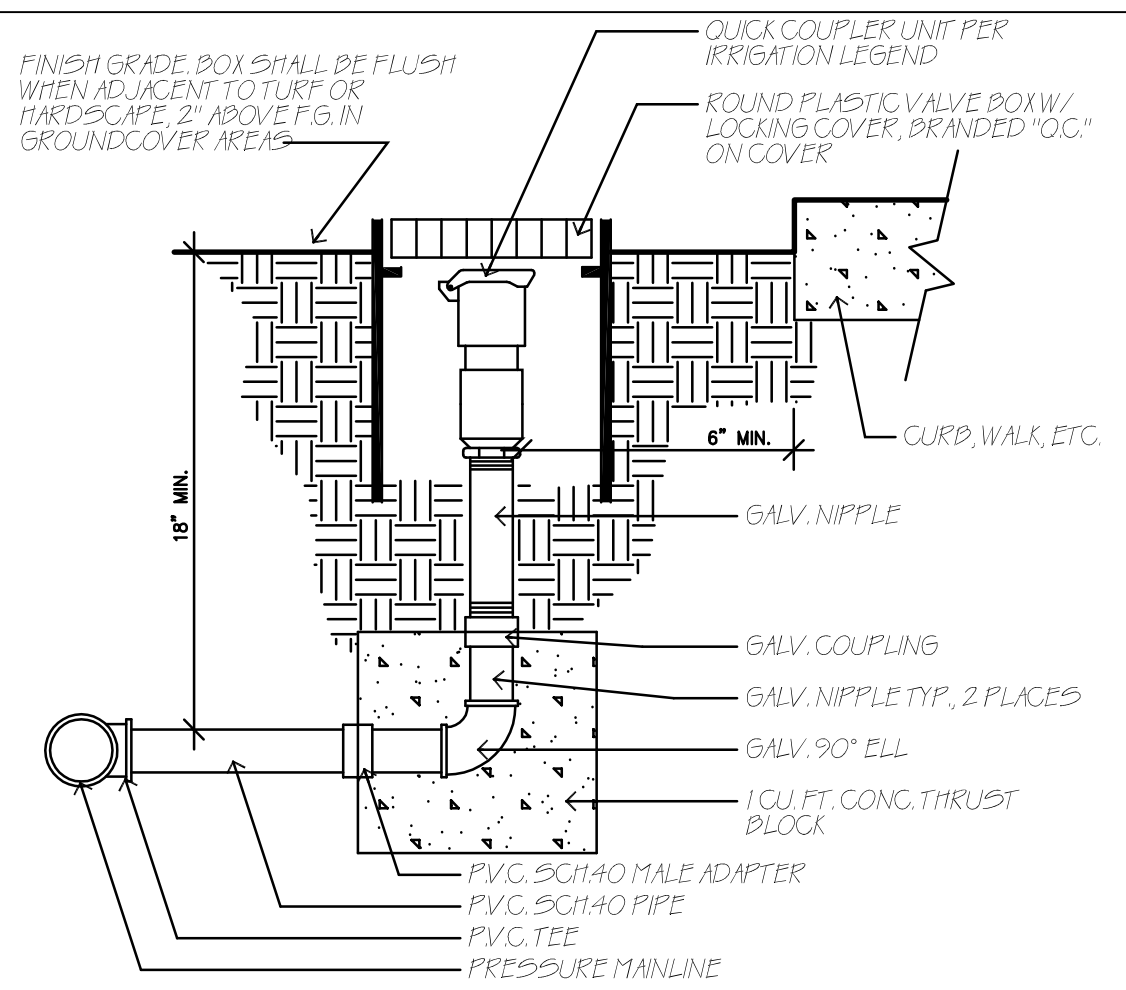 QUICK COUPLER UNIT PER
IRRIGATION LEGEND
FINISH GRADE. BOX SHALL BE FLUSH
WHEN ADJACENT TO TURF OR
HARDSCAPE, 2" ABOVE F.G. IN
GROUNDCOVER AREAS
ROUND PLASTIC VALVE BOX W/
LOCKING COVER, BRANDED "Q.C."
ON COVER
6" MIN.
CURB, WALK, ETC.
18" MIN.
GALV. NIPPLE
GALV. COUPLING
GALV. NIPPLE TYP., 2 PLACES
GALV. 90° ELL
1 CU. FT. CONC. THRUST
BLOCK
P.V.C. SCH.40 MALE ADAPTER
P.V.C. SCH.40 PIPE
P.V.C. TEE
PRESSURE MAINLINE